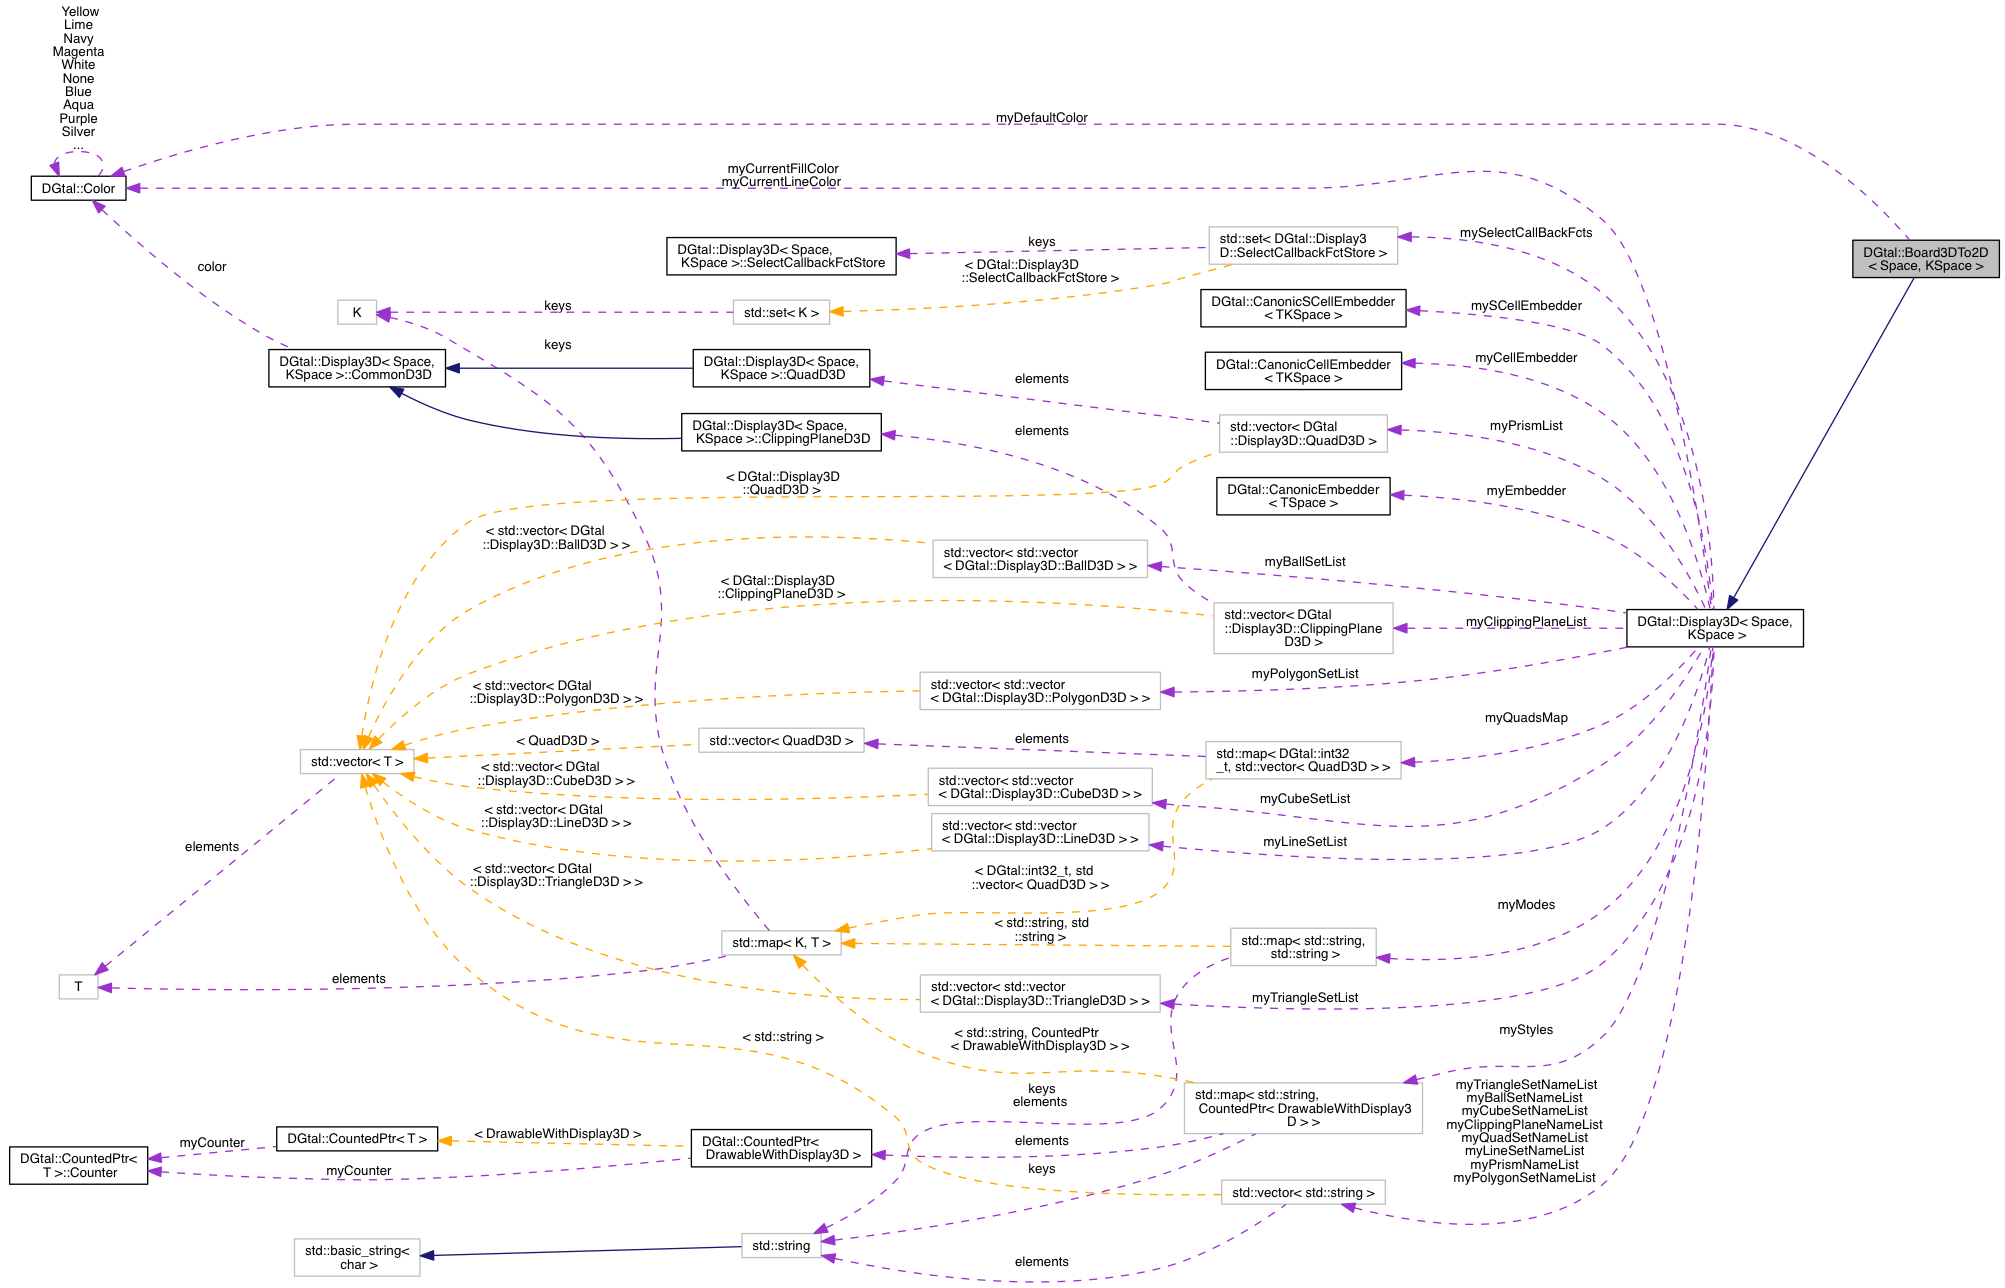 Yellow
Lime
Navy
Magenta
White
None
Blue
Aqua
Purple
Silver
...
DGtal::Color
myDefaultColor
myCurrentFillColor
myCurrentLineColor
color
DGtal::Display3D< Space,
KSpace >::SelectCallbackFctStore
keys
< DGtal::Display3D
::SelectCallbackFctStore >
std::set< DGtal::Display3
D::SelectCallbackFctStore >
mySelectCallBackFcts
DGtal::Board3DTo2D
< Space, KSpace >
K
keys
std::set< K >
DGtal::CanonicSCellEmbedder
< TKSpace >
mySCellEmbedder
DGtal::Display3D< Space,
KSpace >::CommonD3D
keys
DGtal::Display3D< Space,
KSpace >::QuadD3D
elements
DGtal::CanonicCellEmbedder
< TKSpace >
myCellEmbedder
DGtal::Display3D< Space,
KSpace >::ClippingPlaneD3D
elements
std::vector< DGtal
::Display3D::QuadD3D >
myPrismList
< DGtal::Display3D
::QuadD3D >
DGtal::CanonicEmbedder
< TSpace >
myEmbedder
< std::vector< DGtal
::Display3D::BallD3D > >
std::vector< std::vector
< DGtal::Display3D::BallD3D > >
myBallSetList
< DGtal::Display3D
::ClippingPlaneD3D >
std::vector< DGtal
::Display3D::ClippingPlane
D3D >
myClippingPlaneList
DGtal::Display3D< Space,
KSpace >
< std::vector< DGtal
::Display3D::PolygonD3D > >
std::vector< std::vector
< DGtal::Display3D::PolygonD3D > >
myPolygonSetList
std::vector< T >
< QuadD3D >
std::vector< QuadD3D >
elements
std::map< DGtal::int32
_t, std::vector< QuadD3D > >
myQuadsMap
< std::vector< DGtal
::Display3D::CubeD3D > >
std::vector< std::vector
< DGtal::Display3D::CubeD3D > >
myCubeSetList
< std::vector< DGtal
::Display3D::LineD3D > >
std::vector< std::vector
< DGtal::Display3D::LineD3D > >
myLineSetList
elements
< std::vector< DGtal
::Display3D::TriangleD3D > >
< DGtal::int32_t, std
::vector< QuadD3D > >
myModes
std::map< K, T >
< std::string, std
::string >
std::map< std::string,
std::string >
T
elements
std::vector< std::vector
< DGtal::Display3D::TriangleD3D > >
myTriangleSetList
< std::string >
< std::string, CountedPtr
< DrawableWithDisplay3D > >
myStyles
keys
elements
std::map< std::string,
CountedPtr< DrawableWithDisplay3
D > >
myTriangleSetNameList
myBallSetNameList
myCubeSetNameList
myClippingPlaneNameList
myQuadSetNameList
myLineSetNameList
myPrismNameList
myPolygonSetNameList
DGtal::CountedPtr<
T >::Counter
myCounter
myCounter
DGtal::CountedPtr< T >
< DrawableWithDisplay3D >
DGtal::CountedPtr<
DrawableWithDisplay3D >
elements
keys
std::vector< std::string >
std::basic_string<
char >
std::string
elements